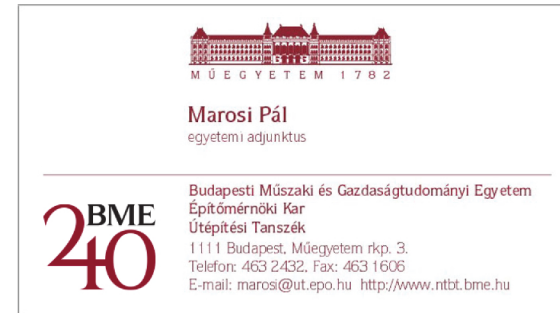 MŰEGYETEM 1782
Marosi Pál
egyetemi adjunktus
240 BME
Budapesti Műszaki és Gazdaságtudományi Egyetem
Építőmérnöki Kar
Útépítési Tanszék
1111 Budapest, Műegyetem rkp. 3.
Telefon: 463 2432, Fax: 463 1606
E-mail: marosi@ut.epo.hu http://www.ntbt.bme.hu